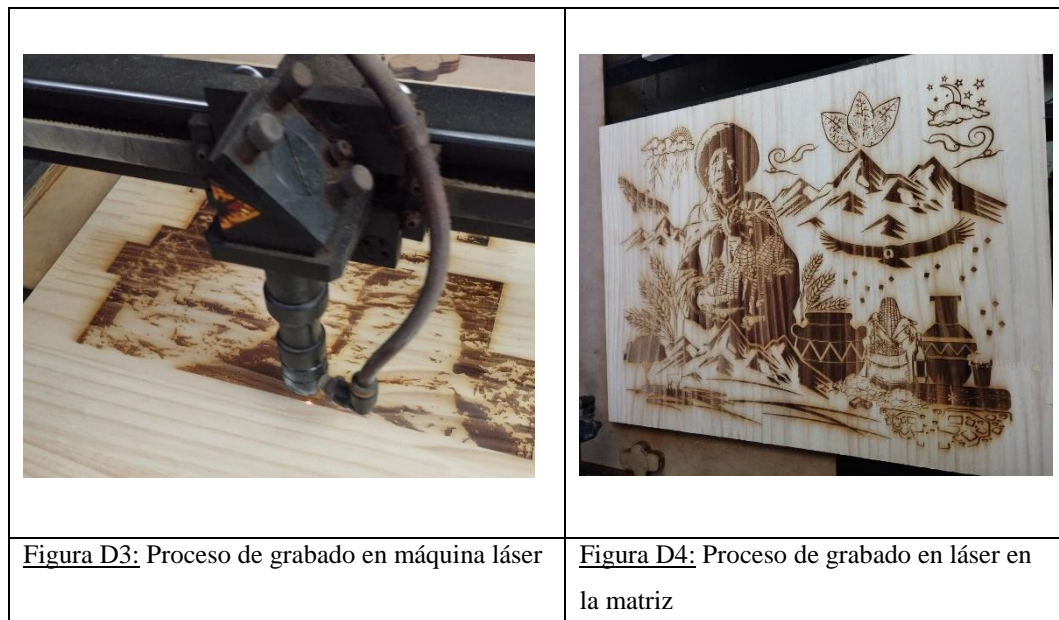 Figura D3: Proceso de grabado en máquina láser
Figura D4: Proceso de grabado en láser en
la matriz